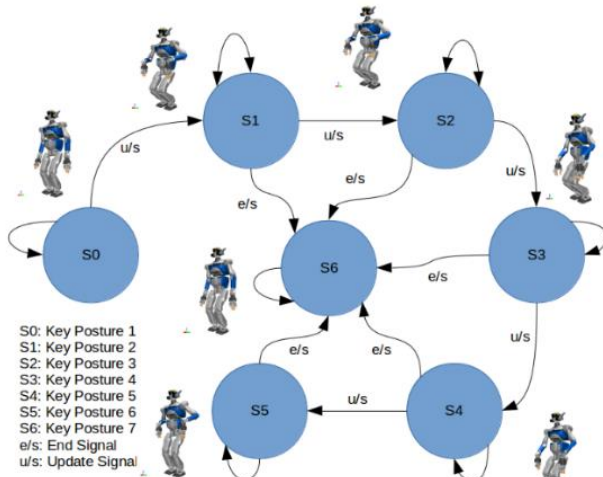 S1
u/s
S2
u/s
e/s
e/s
u/s
S0
S6
S3
e/s
u/s
S0: Key Posture 1
S1: Key Posture 2
S2: Key Posture 3
S3: Key Posture 4
S4: Key Posture 5
S5: Key Posture 6
S6: Key Posture 7
e/s: End Signal
u/s: Update Signal
e/s
e/s
S5
u/s
S4